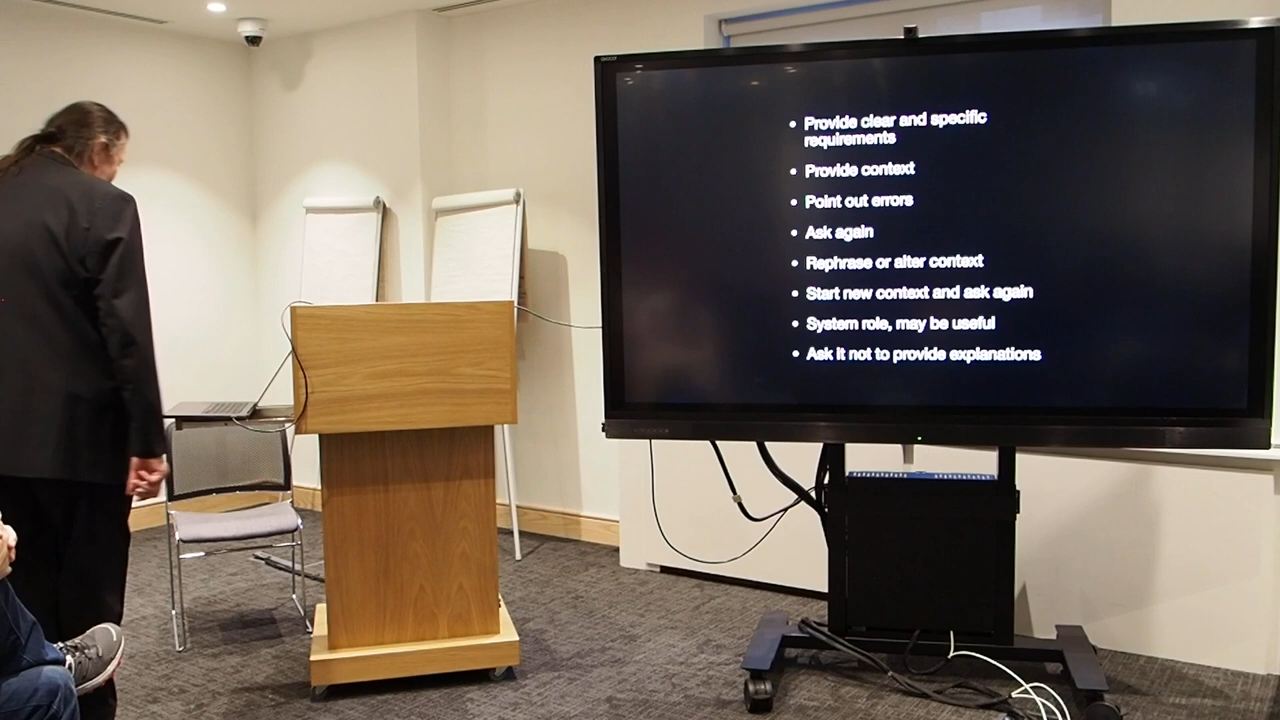 • Provide clear and specific
requirements
• Provide context
• Point out errors
• Ask again
• Rephrase or alter context
• Start new context and ask again
• System role, may be useful
• Ask it not to provide explanations